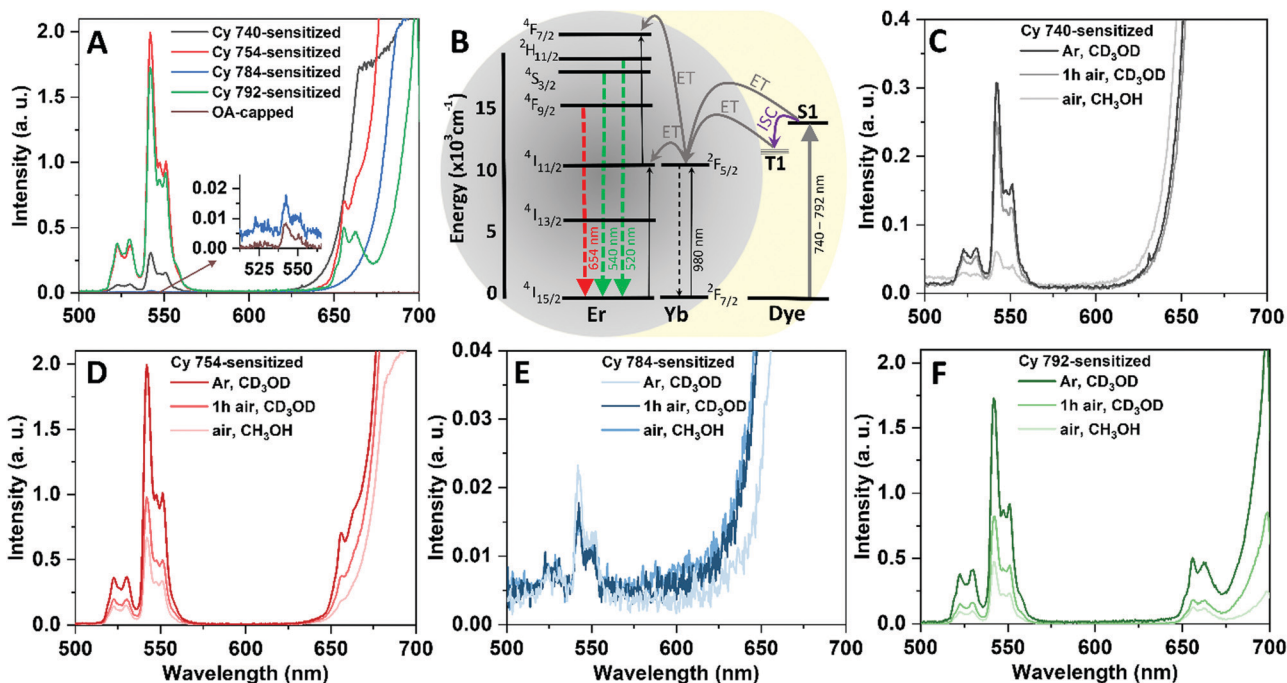 A
Cy 740-sensitized
Cy 754-sensitized
Cy 784-sensitized
Cy 792-sensitized
OA-capped
Intensity (a. u.)
2.0
1.5
1.0
0.5
0.0
0.02
0.01
0.00
525 550
500 550 600 650 700
B
Energy (x10³cm⁻¹)
15
10
5
0
⁴F₇/₂
²H₁₁/₂
⁴S₃/₂
⁴F₉/₂
⁴I₁₁/₂
⁴I₁₃/₂
⁴I₁₅/₂
654 nm
540 nm
520 nm
980 nm
740 – 792 nm
ET
ET
ET
ET
ISC
S1
T1
²F₅/₂
²F₇/₂
Er Yb Dye
C
Cy 740-sensitized
Ar, CD₃OD
1h air, CD₃OD
air, CH₃OH
Intensity (a. u.)
0.4
0.3
0.2
0.1
0.0
500 550 600 650 700
D
Cy 754-sensitized
Ar, CD₃OD
1h air, CD₃OD
air, CH₃OH
Intensity (a. u.)
2.0
1.5
1.0
0.5
0.0
500 550 600 650 700
Wavelength (nm)
E
Cy 784-sensitized
Ar, CD₃OD
1h air, CD₃OD
air, CH₃OH
Intensity (a. u.)
0.04
0.03
0.02
0.01
0.00
500 550 600 650 700
Wavelength (nm)
F
Cy 792-sensitized
Ar, CD₃OD
1h air, CD₃OD
air, CH₃OH
Intensity (a. u.)
2.0
1.5
1.0
0.5
0.0
500 550 600 650 700
Wavelength (nm)